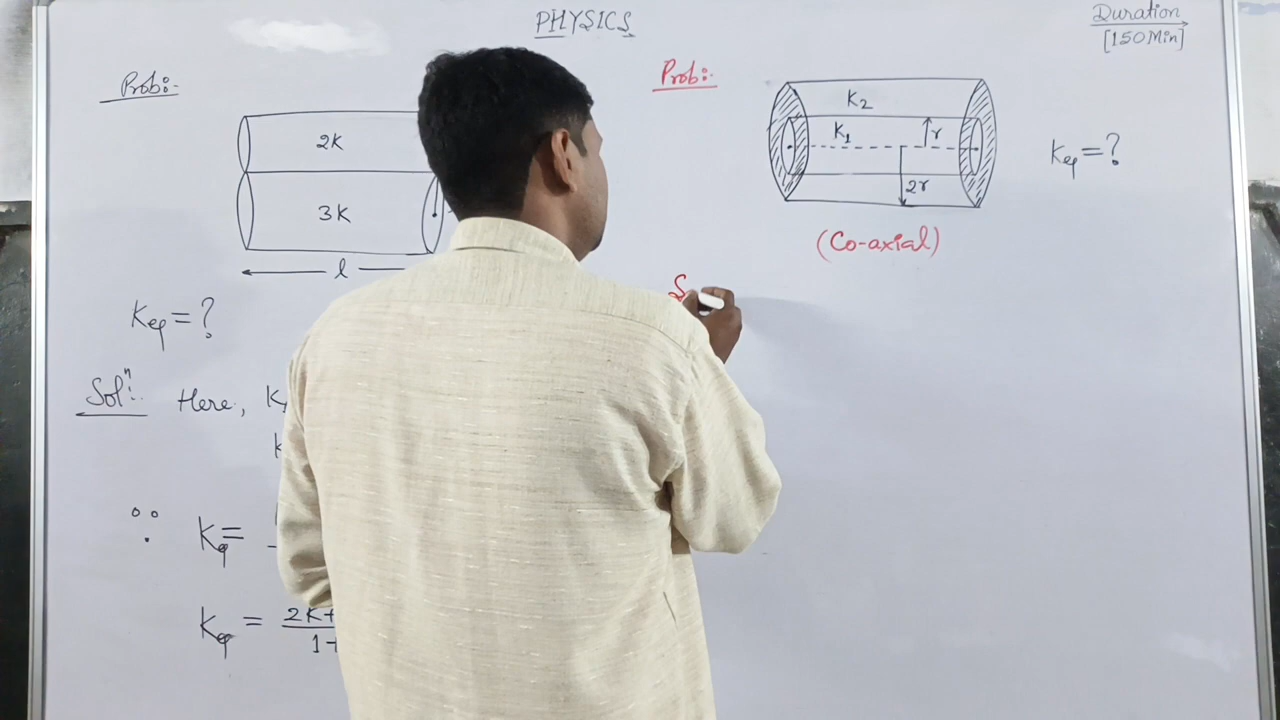 PHYSICS
Duration
[150 Min]
Prob:-
2K
3K
l
Keq = ?
Solⁿ:
Here,
∴ Keq =
Keq = 2K+
1+
Prob:-
K2
K1
r
2r
Keq = ?
(Co-axial)
S